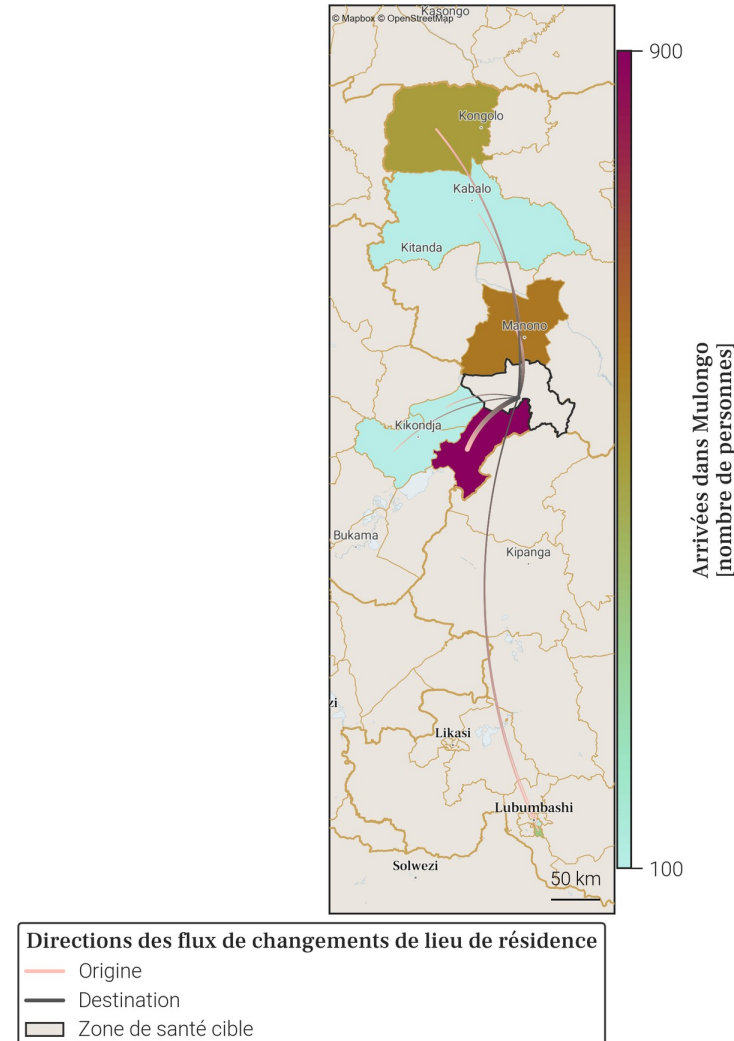 Kasongo
© Mapbox © OpenStreetMap
900
Kongolo
Kabalo
Kitanda
Manono
Kikondja
Arrivées dans Mulongo
[nombre de personnes]
Bukama
Kipanga
zi
Likasi
Lubumbashi
Solwezi
50 km
100
Directions des flux de changements de lieu de résidence
Origine
Destination
Zone de santé cible